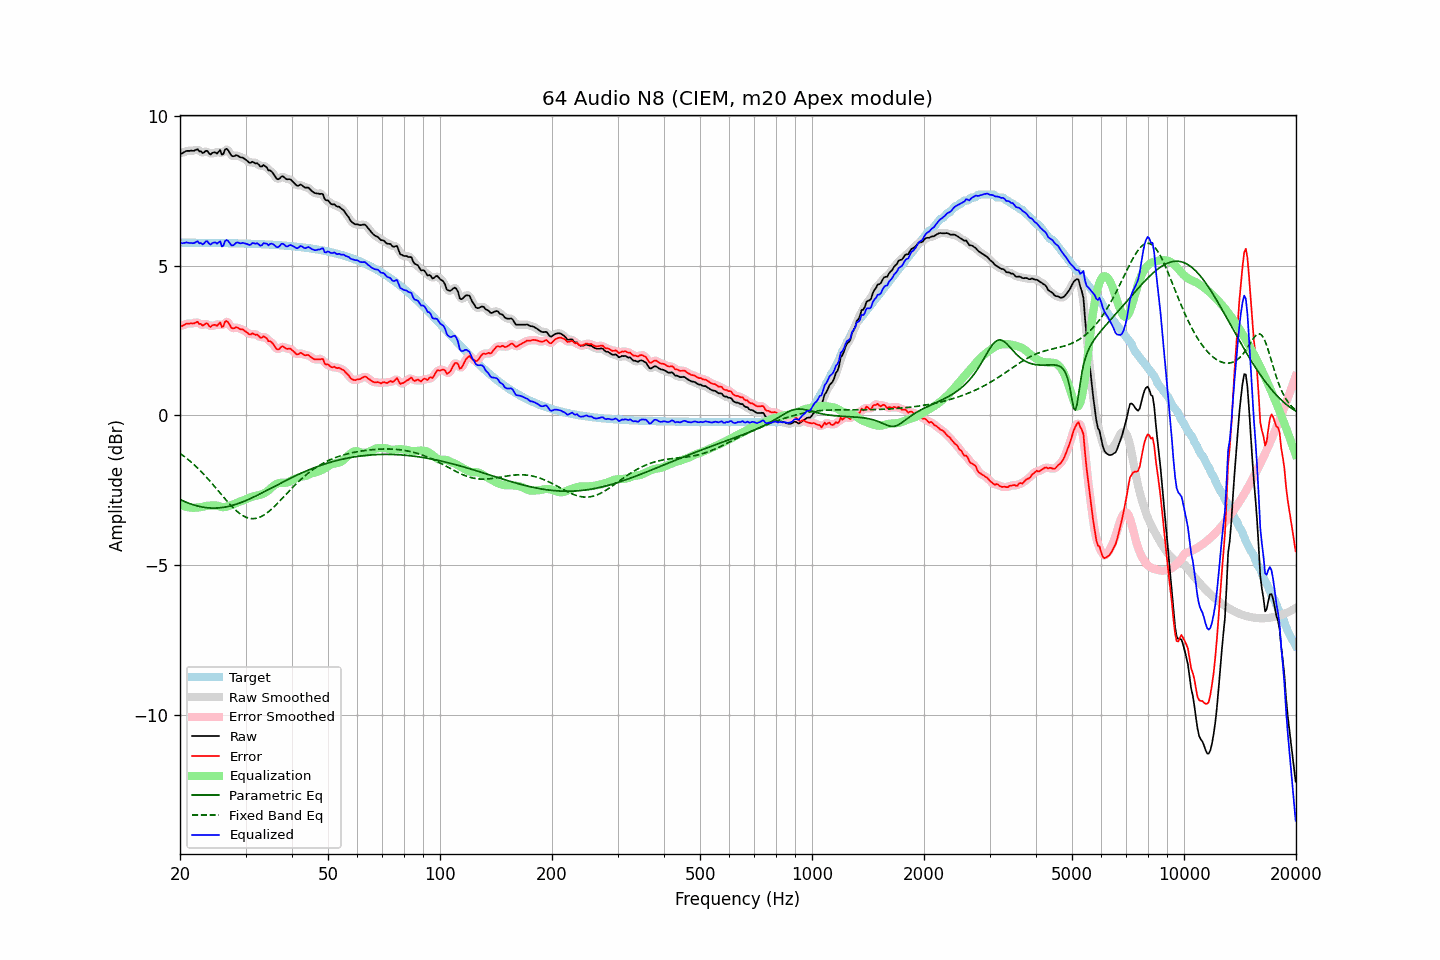 64 Audio N8 (CIEM, m20 Apex module)
10
5
0
−5
−10
Amplitude (dBr)
Target
Raw Smoothed
Error Smoothed
Raw
Error
Equalization
Parametric Eq
Fixed Band Eq
Equalized
20 50 100 200 500 1000 2000 5000 10000 20000
Frequency (Hz)